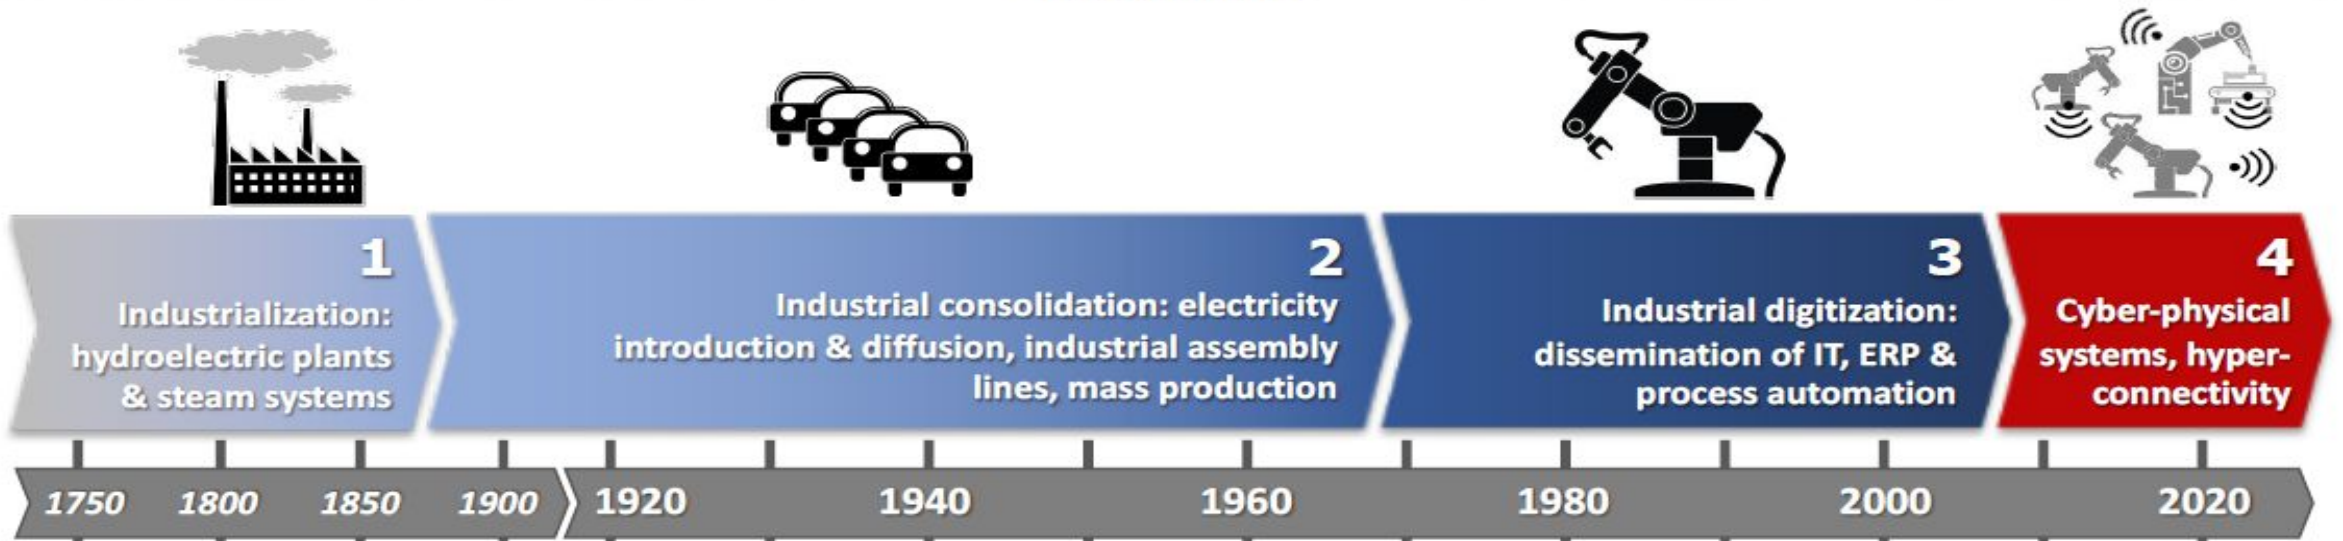 1
Industrialization:
hydroelectric plants
& steam systems
2
Industrial consolidation: electricity
introduction & diffusion, industrial assembly
lines, mass production
3
Industrial digitization:
dissemination of IT, ERP &
process automation
4
Cyber-physical
systems, hyper-
connectivity
1750 1800 1850 1900 1920 1940 1960 1980 2000 2020